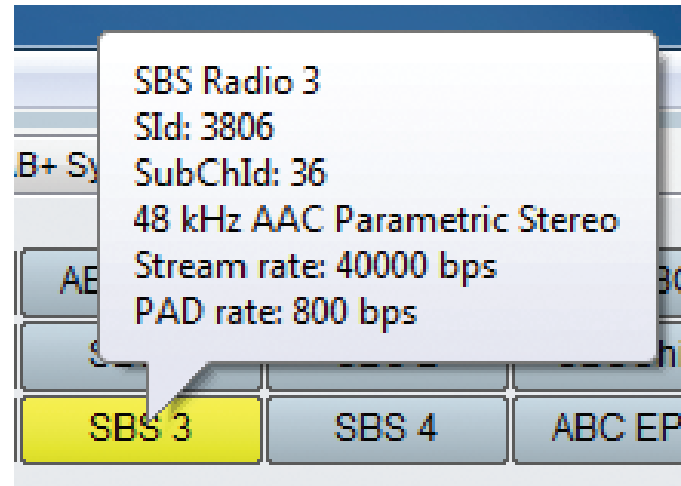 SBS Radio 3
SId: 3806
SubChId: 36
48 kHz AAC Parametric Stereo
Stream rate: 40000 bps
PAD rate: 800 bps
SBS 3 SBS 4 ABC